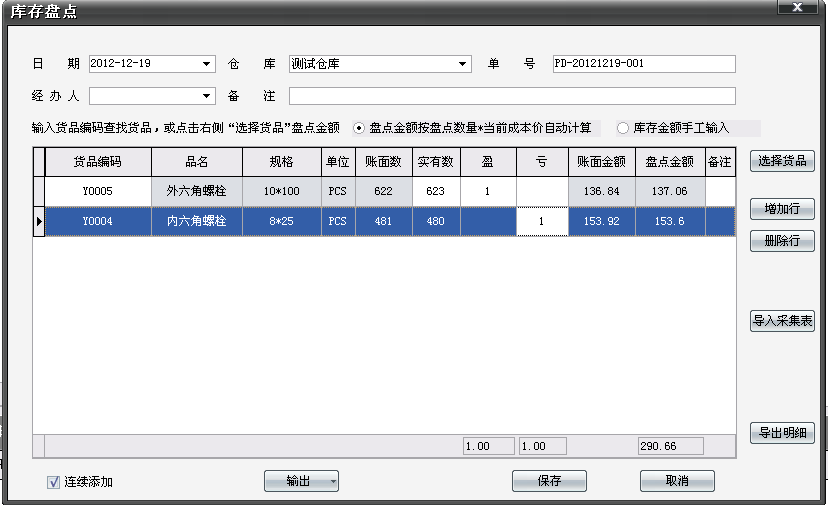 库存盘点
日 期 2012-12-19 仓 库 测试仓库 单 号 PD-20121219-001
经办人 备 注
输入货品编码查找货品，或点击右侧“选择货品”盘点金额 盘点金额按盘点数量*当前成本价自动计算 库存金额手工输入
货品编码 品名 规格 单位 账面数 实有数 盈 亏 账面金额 盘点金额 备注 选择货品
Y0005 外六角螺栓 10*100 PCS 622 623 1 136.84 137.06
增加行
Y0004 内六角螺栓 8*25 PCS 481 480 1 153.92 153.6
删除行
导入采集表
导出明细
1.00 1.00 290.66
连续添加 输出 保存 取消